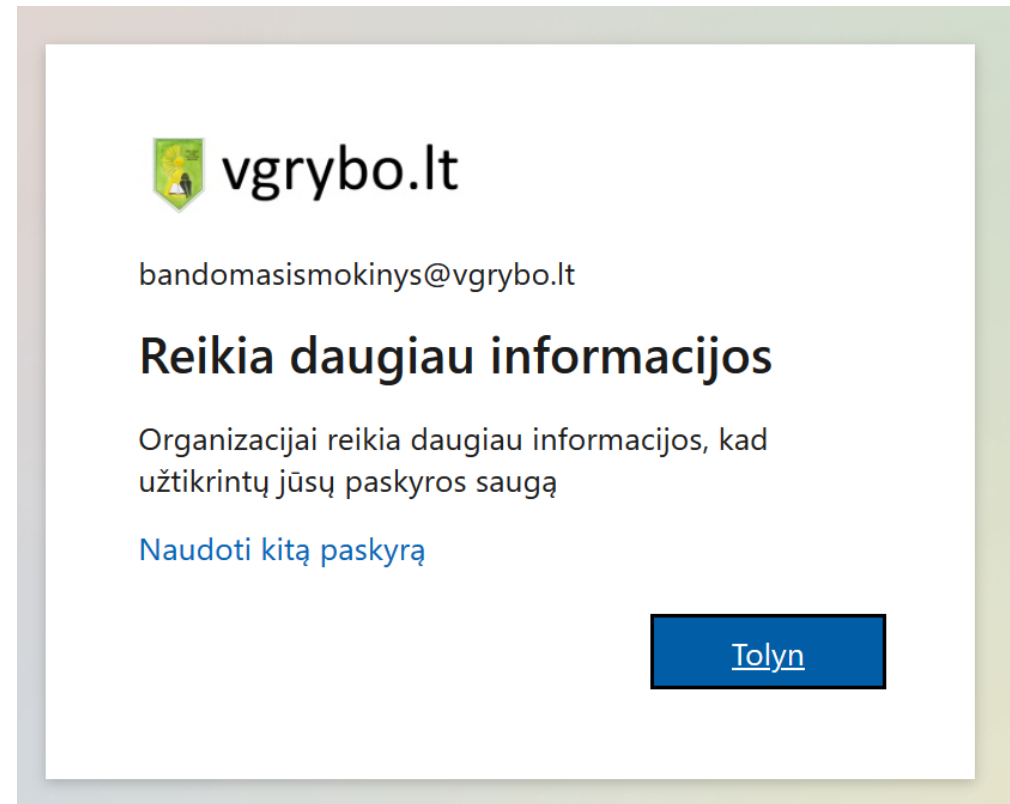 vgrybo.lt
bandomasismokinys@vgrybo.lt
Reikia daugiau informacijos
Organizacijai reikia daugiau informacijos, kad
užtikrintų jūsų paskyros saugą
Naudoti kitą paskyrą
Tolyn